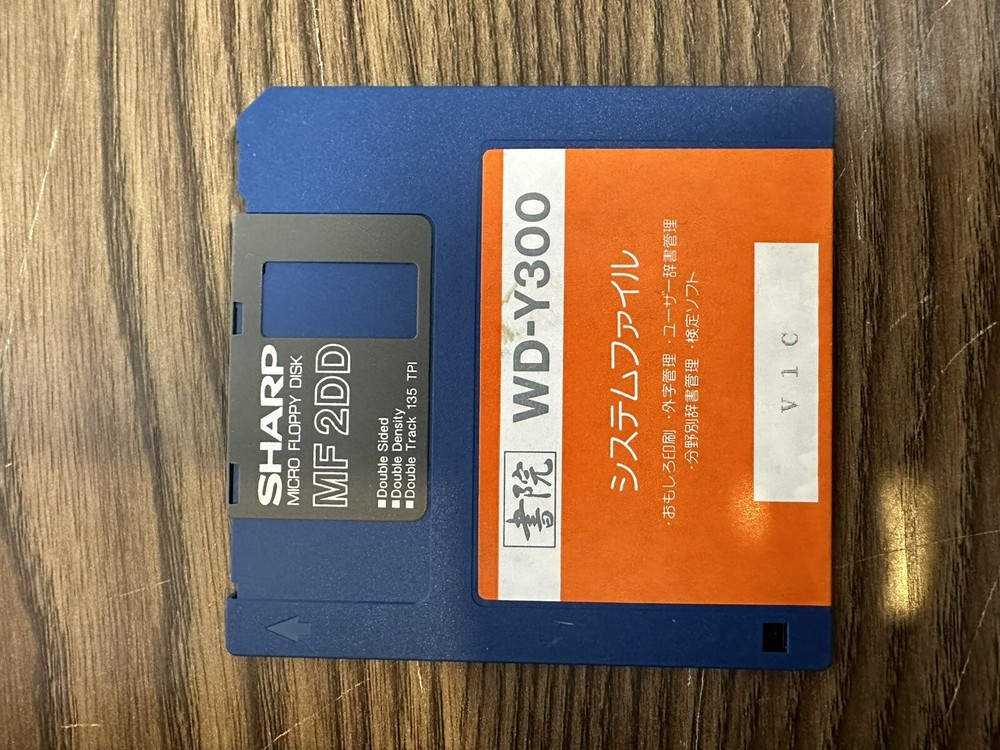 SHARP
MICRO FLOPPY DISK
MF 2DD
■Double Sided
■Double Density
■Double Track 135 TPI
書院 WD-Y300
システムファイル
・おもしろ印刷 ・外字管理 ・ユーザー辞書管理
・分野別辞書管理 ・検定ソフト
V1C